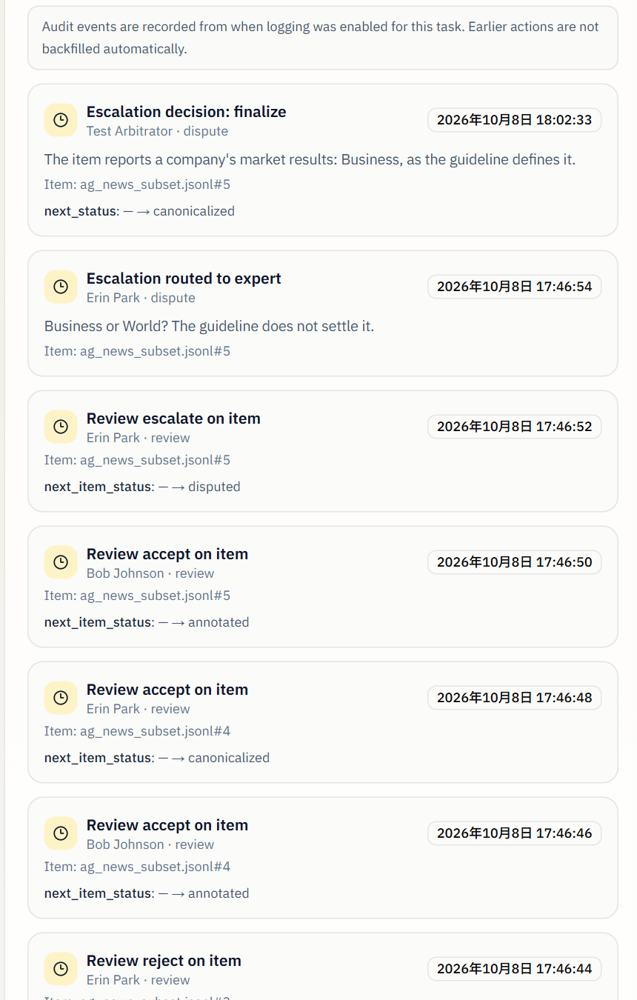 Audit events are recorded from when logging was enabled for this task. Earlier actions are not
backfilled automatically.
Escalation decision: finalize
2026年10月8日 18:02:33
Test Arbitrator · dispute
The item reports a company's market results: Business, as the guideline defines it.
Item: ag_news_subset.jsonl#5
next_status: — → canonicalized
Escalation routed to expert
2026年10月8日 17:46:54
Erin Park · dispute
Business or World? The guideline does not settle it.
Item: ag_news_subset.jsonl#5
Review escalate on item
2026年10月8日 17:46:52
Erin Park · review
Item: ag_news_subset.jsonl#5
next_item_status: — → disputed
Review accept on item
2026年10月8日 17:46:50
Bob Johnson · review
Item: ag_news_subset.jsonl#5
next_item_status: — → annotated
Review accept on item
2026年10月8日 17:46:48
Erin Park · review
Item: ag_news_subset.jsonl#4
next_item_status: — → canonicalized
Review accept on item
2026年10月8日 17:46:46
Bob Johnson · review
Item: ag_news_subset.jsonl#4
next_item_status: — → annotated
Review reject on item
2026年10月8日 17:46:44
Erin Park · review